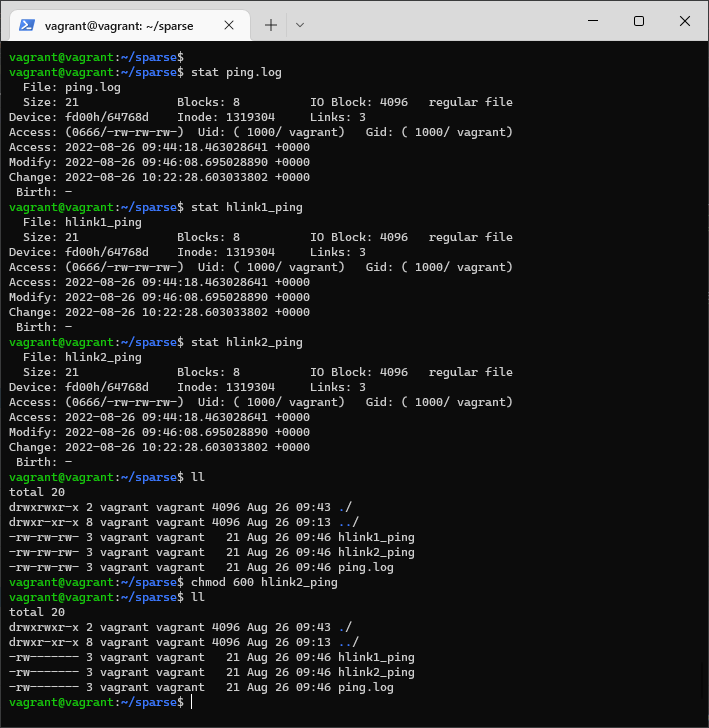 vagrant@vagrant: ~/sparse
vagrant@vagrant:~/sparse$
vagrant@vagrant:~/sparse$ stat ping.log
  File: ping.log
  Size: 21              Blocks: 8          IO Block: 4096   regular file
Device: fd00h/64768d    Inode: 1319304     Links: 3
Access: (0666/-rw-rw-rw-)  Uid: ( 1000/ vagrant)   Gid: ( 1000/ vagrant)
Access: 2022-08-26 09:44:18.463028641 +0000
Modify: 2022-08-26 09:46:08.695028890 +0000
Change: 2022-08-26 10:22:28.603033802 +0000
 Birth: -
vagrant@vagrant:~/sparse$ stat hlink1_ping
  File: hlink1_ping
  Size: 21              Blocks: 8          IO Block: 4096   regular file
Device: fd00h/64768d    Inode: 1319304     Links: 3
Access: (0666/-rw-rw-rw-)  Uid: ( 1000/ vagrant)   Gid: ( 1000/ vagrant)
Access: 2022-08-26 09:44:18.463028641 +0000
Modify: 2022-08-26 09:46:08.695028890 +0000
Change: 2022-08-26 10:22:28.603033802 +0000
 Birth: -
vagrant@vagrant:~/sparse$ stat hlink2_ping
  File: hlink2_ping
  Size: 21              Blocks: 8          IO Block: 4096   regular file
Device: fd00h/64768d    Inode: 1319304     Links: 3
Access: (0666/-rw-rw-rw-)  Uid: ( 1000/ vagrant)   Gid: ( 1000/ vagrant)
Access: 2022-08-26 09:44:18.463028641 +0000
Modify: 2022-08-26 09:46:08.695028890 +0000
Change: 2022-08-26 10:22:28.603033802 +0000
 Birth: -
vagrant@vagrant:~/sparse$ ll
total 20
drwxrwxr-x 2 vagrant vagrant 4096 Aug 26 09:43 ./
drwxr-xr-x 8 vagrant vagrant 4096 Aug 26 09:13 ../
-rw-rw-rw- 3 vagrant vagrant   21 Aug 26 09:46 hlink1_ping
-rw-rw-rw- 3 vagrant vagrant   21 Aug 26 09:46 hlink2_ping
-rw-rw-rw- 3 vagrant vagrant   21 Aug 26 09:46 ping.log
vagrant@vagrant:~/sparse$ chmod 600 hlink2_ping
vagrant@vagrant:~/sparse$ ll
total 20
drwxrwxr-x 2 vagrant vagrant 4096 Aug 26 09:43 ./
drwxr-xr-x 8 vagrant vagrant 4096 Aug 26 09:13 ../
-rw------- 3 vagrant vagrant   21 Aug 26 09:46 hlink1_ping
-rw------- 3 vagrant vagrant   21 Aug 26 09:46 hlink2_ping
-rw------- 3 vagrant vagrant   21 Aug 26 09:46 ping.log
vagrant@vagrant:~/sparse$